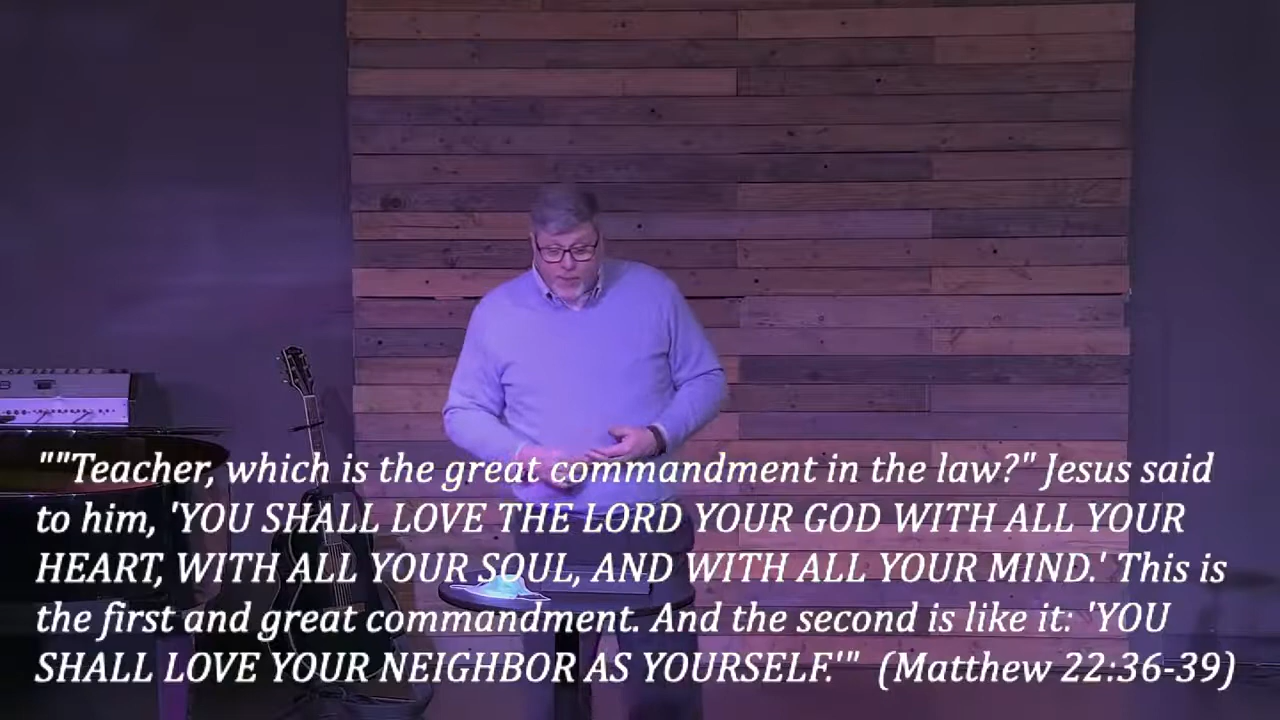 ""Teacher, which is the great commandment in the law?" Jesus said
to him, 'YOU SHALL LOVE THE LORD YOUR GOD WITH ALL YOUR
HEART, WITH ALL YOUR SOUL, AND WITH ALL YOUR MIND.' This is
the first and great commandment. And the second is like it: 'YOU
SHALL LOVE YOUR NEIGHBOR AS YOURSELF.'" (Matthew 22:36-39)